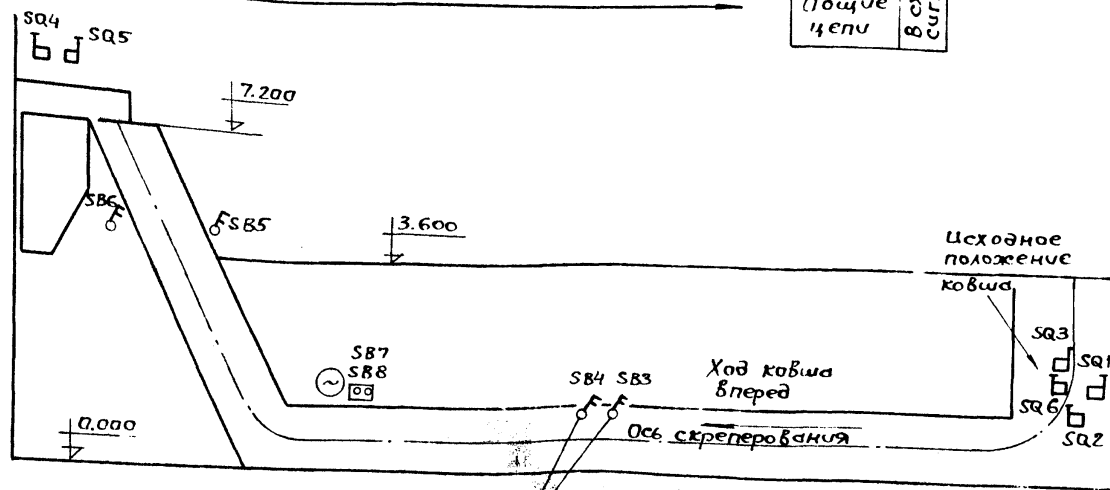 общие
цепи
SQ4
SQ5
7.200
SB6
SB5
3.600
Исходное
положение
ковша
SQ3
SQ1
SQ6
SQ2
SB7
SB8
~
SB4 SB3
Ход ковша
вперед
Ось скреперования
0.000